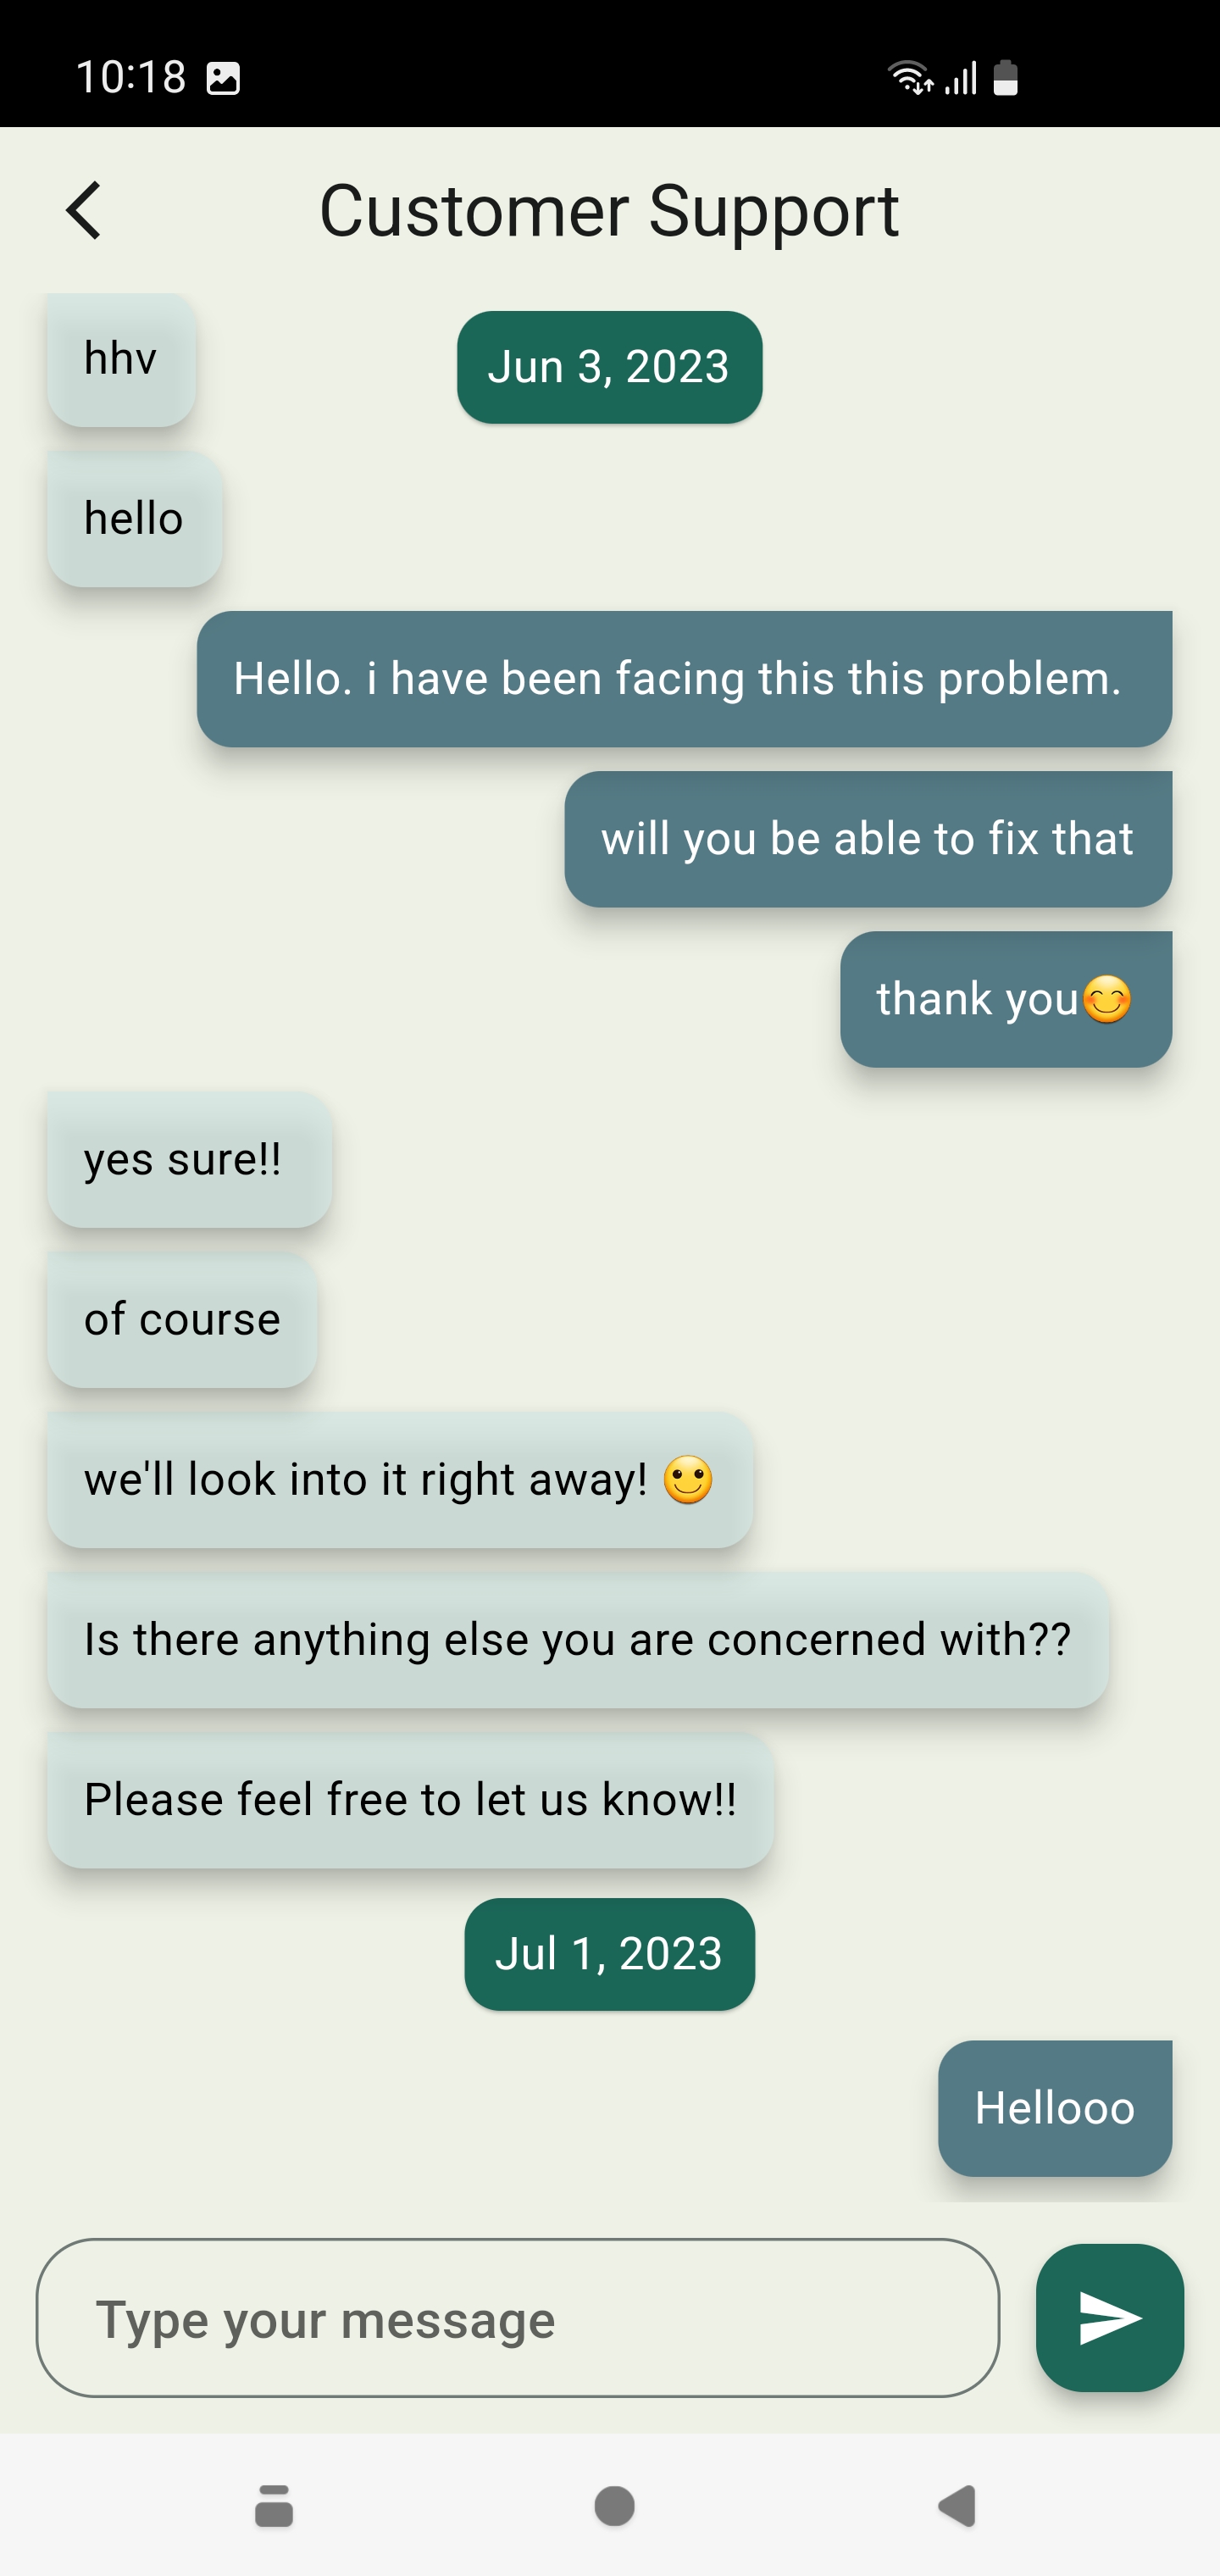 10:18
Customer Support
hhv
Jun 3, 2023
hello
Hello. i have been facing this this problem.
will you be able to fix that
thank you😊
yes sure!!
of course
we'll look into it right away! 🙂
Is there anything else you are concerned with??
Please feel free to let us know!!
Jul 1, 2023
Hellooo
Type your message